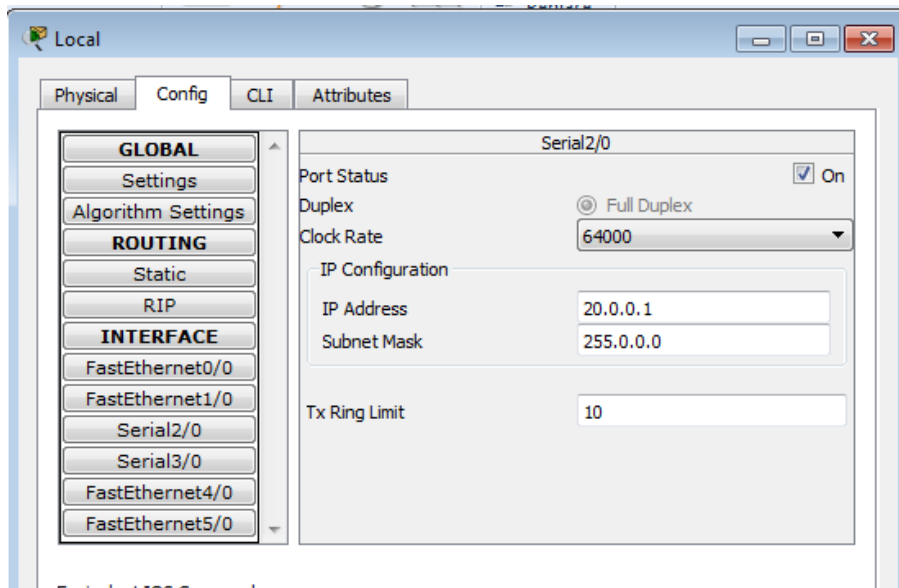 Local
Physical Config CLI Attributes
GLOBAL
Settings
Algorithm Settings
ROUTING
Static
RIP
INTERFACE
FastEthernet0/0
FastEthernet1/0
Serial2/0
Serial3/0
FastEthernet4/0
FastEthernet5/0
Serial2/0
Port Status On
Duplex Full Duplex
Clock Rate 64000
IP Configuration
IP Address 20.0.0.1
Subnet Mask 255.0.0.0
Tx Ring Limit 10